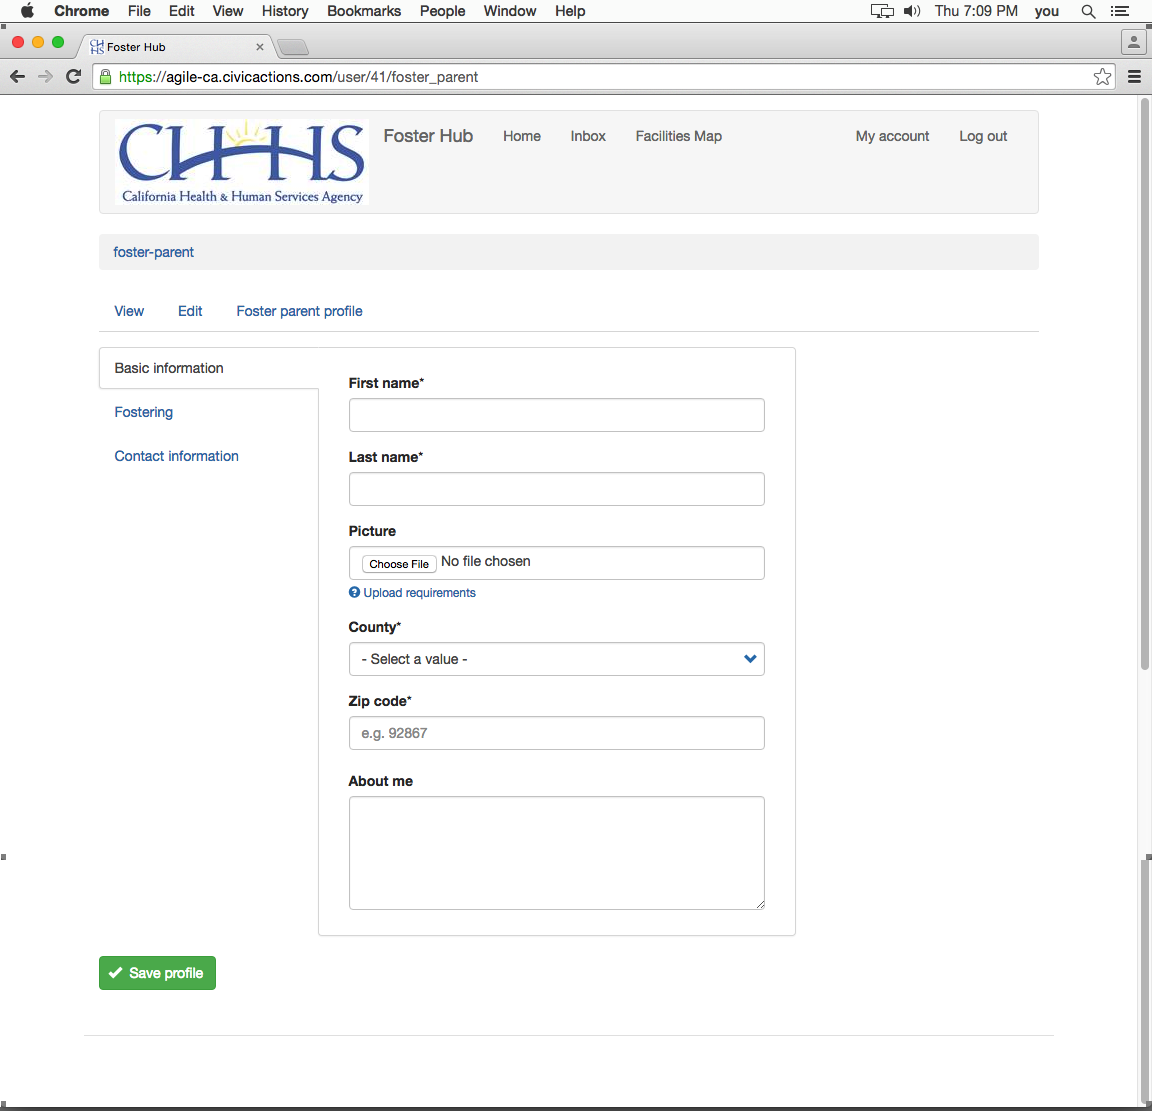 Chrome File Edit View History Bookmarks People Window Help Thu 7:09 PM you
CHHS Foster Hub ×
https://agile-ca.civicactions.com/user/41/foster_parent
CHHS
California Health & Human Services Agency
Foster Hub Home Inbox Facilities Map My account Log out
foster-parent
View Edit Foster parent profile
Basic information
Fostering
Contact information
First name*
Last name*
Picture
Choose File No file chosen
? Upload requirements
County*
- Select a value -
Zip code*
e.g. 92867
About me
Save profile